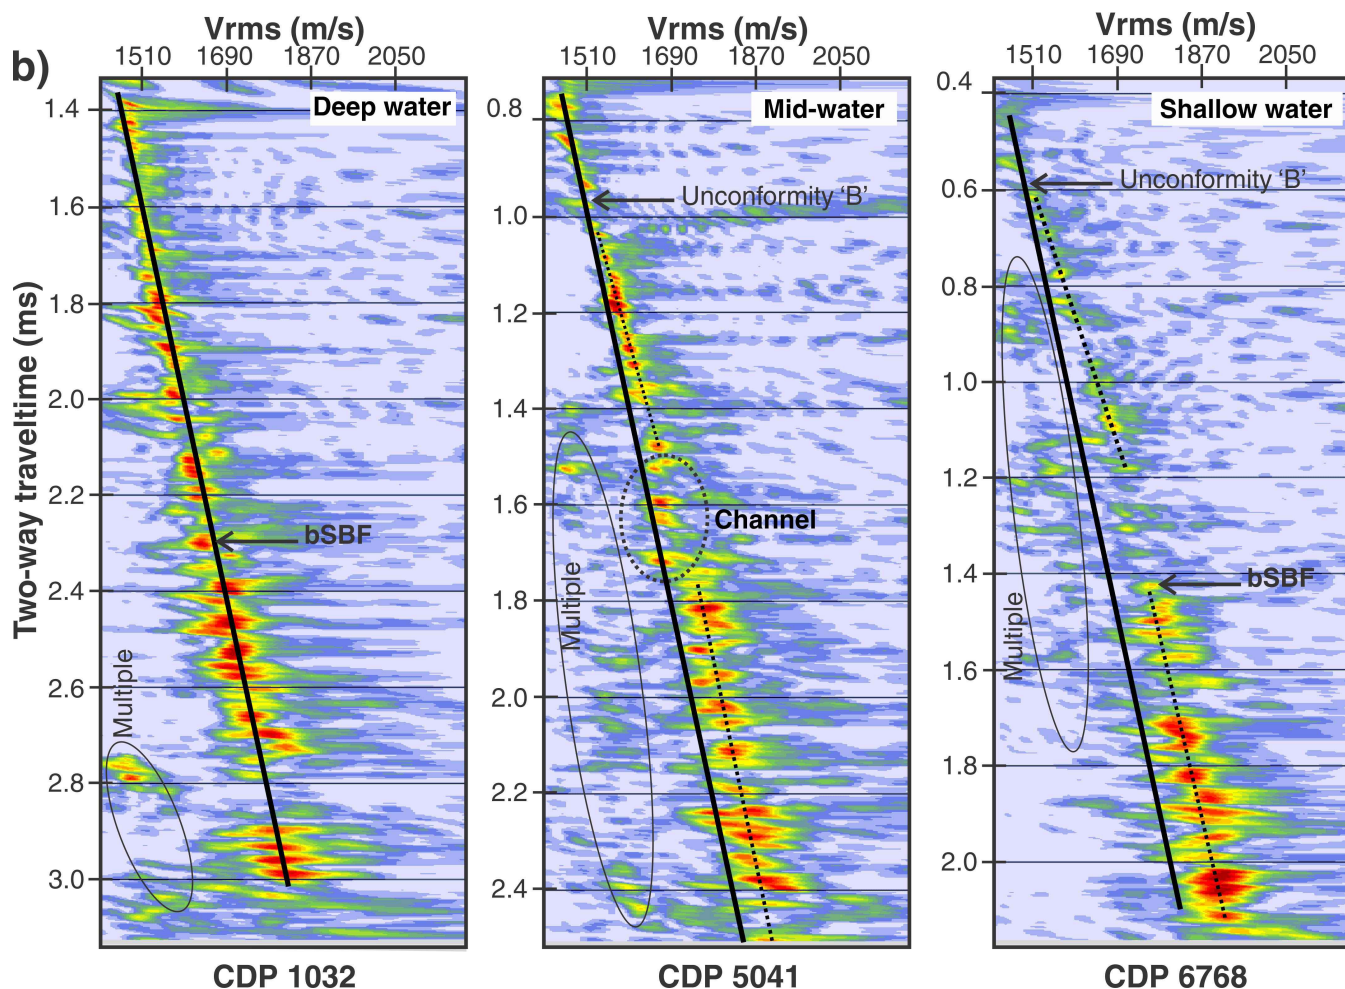 b)
Vrms (m/s)
1510 1690 1870 2050
Deep water
Two-way traveltime (ms)
1.4
1.6
1.8
2.0
2.2
2.4
2.6
2.8
3.0
bSBF
Multiple
CDP 1032
Vrms (m/s)
1510 1690 1870 2050
Mid-water
0.8
1.0
1.2
1.4
1.6
1.8
2.0
2.2
2.4
Unconformity ‘B’
Channel
Multiple
CDP 5041
Vrms (m/s)
1510 1690 1870 2050
Shallow water
0.4
0.6
0.8
1.0
1.2
1.4
1.6
1.8
2.0
Unconformity ‘B’
bSBF
Multiple
CDP 6768